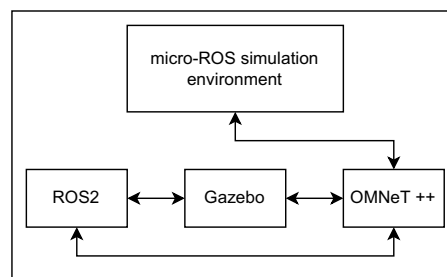 micro-ROS simulation
environment
ROS2
Gazebo
OMNeT ++